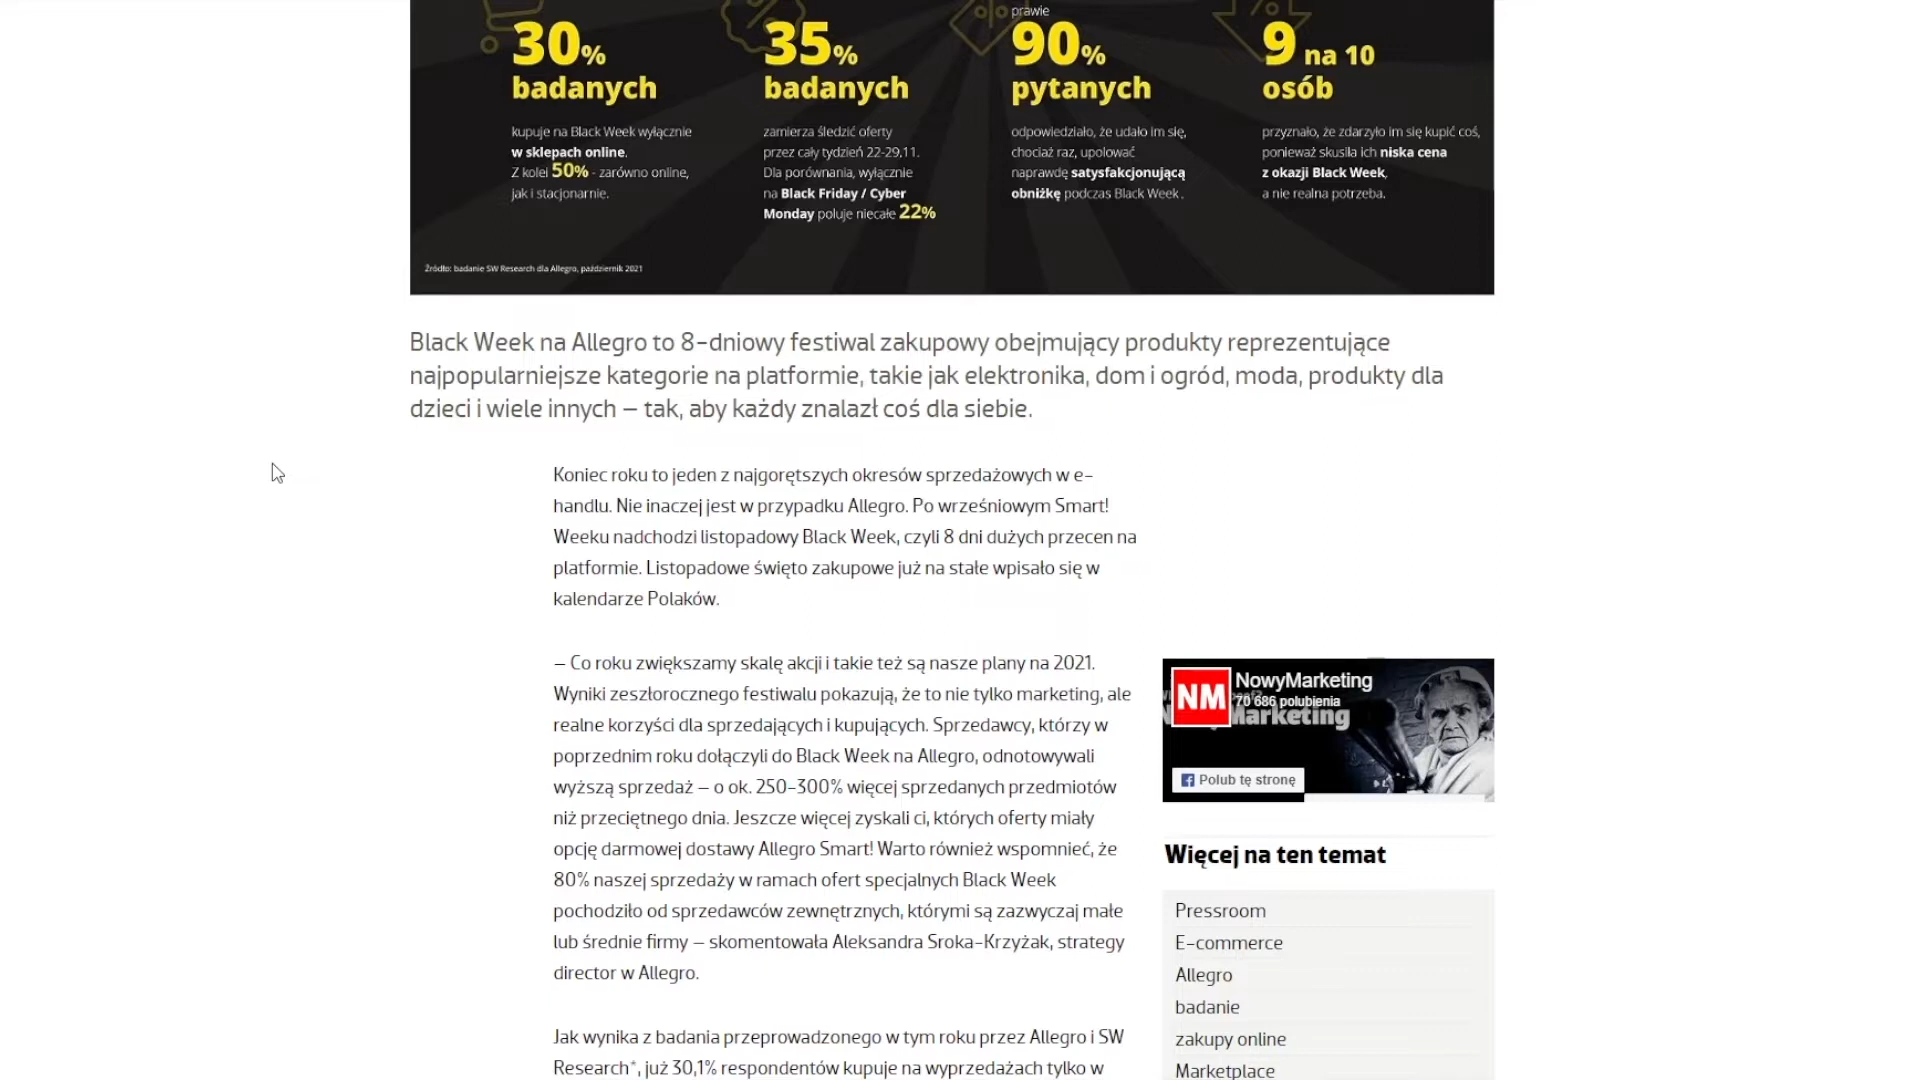 30%
badanych
kupuje na Black Week wyłącznie
w sklepach online.
Z kolei 50% - zarówno online,
jak i stacjonarnie.
35%
badanych
zamierza śledzić oferty
przez cały tydzień 22-29.11.
Dla porównania, wyłącznie
na Black Friday / Cyber
Monday poluje niecałe 22%
prawie
90%
pytanych
odpowiedziało, że udało im się,
chociaż raz, upolować
naprawdę satysfakcjonującą
obniżkę podczas Black Week.
9 na 10
osób
przyznało, że zdarzyło im się kupić coś,
ponieważ skusiła ich niska cena
z okazji Black Week,
a nie realna potrzeba.
Źródło: badanie SW Research dla Allegro, październik 2021
Black Week na Allegro to 8-dniowy festiwal zakupowy obejmujący produkty reprezentujące
najpopularniejsze kategorie na platformie, takie jak elektronika, dom i ogród, moda, produkty dla
dzieci i wiele innych – tak, aby każdy znalazł coś dla siebie.
Koniec roku to jeden z najgorętszych okresów sprzedażowych w e-
handlu. Nie inaczej jest w przypadku Allegro. Po wrześniowym Smart!
Weeku nadchodzi listopadowy Black Week, czyli 8 dni dużych przecen na
platformie. Listopadowe święto zakupowe już na stałe wpisało się w
kalendarze Polaków.
– Co roku zwiększamy skalę akcji i takie też są nasze plany na 2021.
Wyniki zeszłorocznego festiwalu pokazują, że to nie tylko marketing, ale
realne korzyści dla sprzedających i kupujących. Sprzedawcy, którzy w
poprzednim roku dołączyli do Black Week na Allegro, odnotowywali
wyższą sprzedaż – o ok. 250-300% więcej sprzedanych przedmiotów
niż przeciętnego dnia. Jeszcze więcej zyskali ci, których oferty miały
opcję darmowej dostawy Allegro Smart! Warto również wspomnieć, że
80% naszej sprzedaży w ramach ofert specjalnych Black Week
pochodziło od sprzedawców zewnętrznych, którymi są zazwyczaj małe
lub średnie firmy – skomentowała Aleksandra Sroka-Krzyżak, strategy
director w Allegro.
Jak wynika z badania przeprowadzonego w tym roku przez Allegro i SW
Research*, już 30,1% respondentów kupuje na wyprzedażach tylko w
NM
NowyMarketing
70 686 polubienia
Marketing
Polub tę stronę
Więcej na ten temat
Pressroom
E-commerce
Allegro
badanie
zakupy online
Marketplace